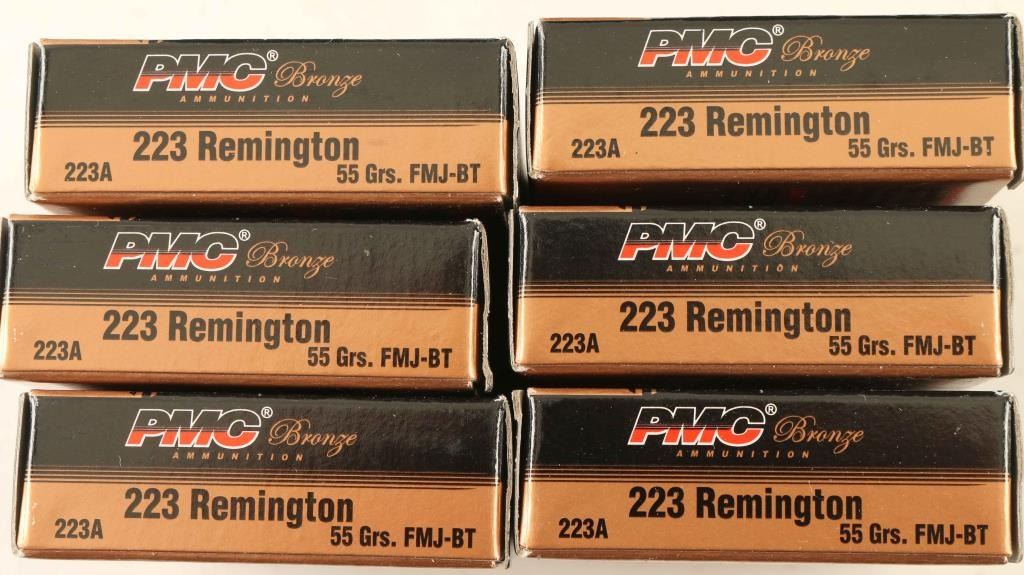 PMC® Bronze
AMMUNITION
223 Remington
223A
55 Grs. FMJ-BT
PMC® Bronze
AMMUNITION
223 Remington
223A
55 Grs. FMJ-BT
PMC® Bronze
AMMUNITION
223 Remington
223A
55 Grs. FMJ-BT
PMC® Bronze
AMMUNITION
223 Remington
223A
55 Grs. FMJ-BT
PMC® Bronze
AMMUNITION
223 Remington
223A
55 Grs. FMJ-BT
PMC® Bronze
AMMUNITION
223 Remington
223A
55 Grs. FMJ-BT